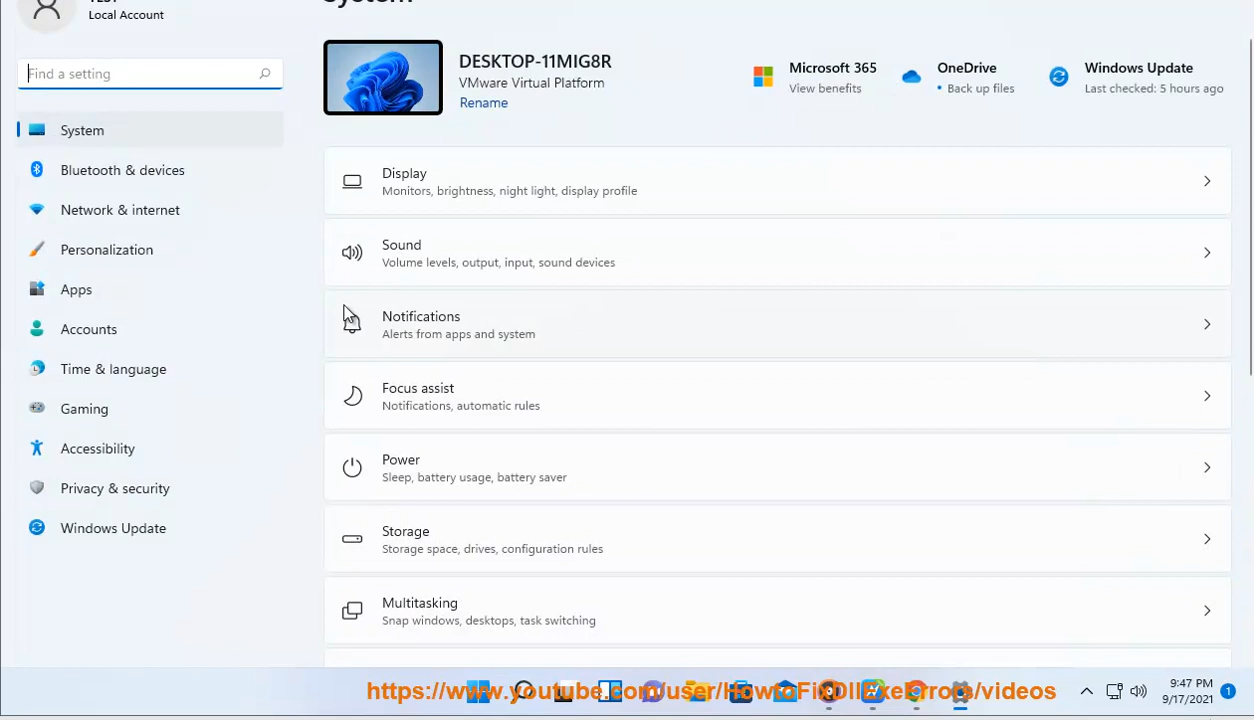 TEST
Local Account
System
Find a setting
DESKTOP-11MIG8R
VMware Virtual Platform
Rename
Microsoft 365
View benefits
OneDrive
• Back up files
Windows Update
Last checked: 5 hours ago
System
Bluetooth & devices
Network & internet
Personalization
Apps
Accounts
Time & language
Gaming
Accessibility
Privacy & security
Windows Update
Display
Monitors, brightness, night light, display profile
Sound
Volume levels, output, input, sound devices
Notifications
Alerts from apps and system
Focus assist
Notifications, automatic rules
Power
Sleep, battery usage, battery saver
Storage
Storage space, drives, configuration rules
Multitasking
Snap windows, desktops, task switching
https://www.youtube.com/user/HowtoFixDllExeErrors/videos
9:47 PM
9/17/2021
1